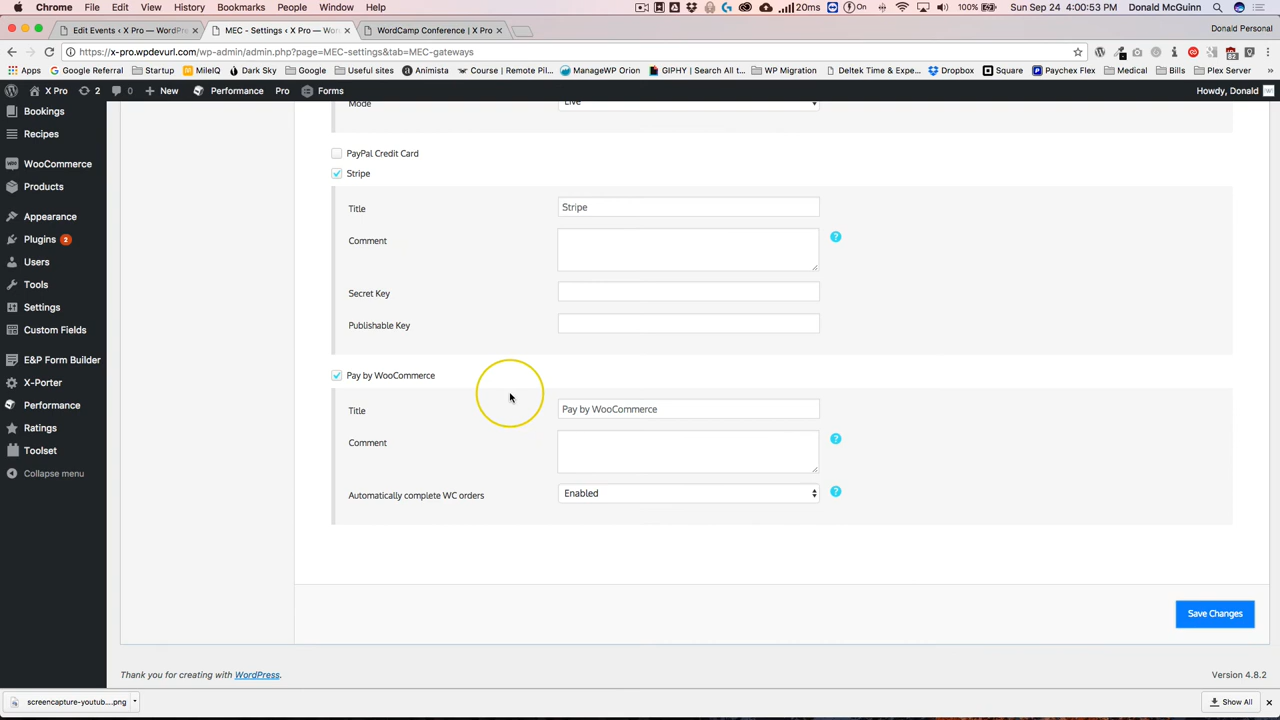 Chrome File Edit View History Bookmarks People Window Help 20ms On 100% Sun Sep 24 4:00:53 PM Donald McGuinn
Edit Events ‹ X Pro — WordPre × MEC - Settings ‹ X Pro — Wor × WordCamp Conference | X Pro × Donald Personal
https://x-pro.wpdevurl.com/wp-admin/admin.php?page=MEC-settings&tab=MEC-gateways
Apps Google Referral Startup MileIQ Dark Sky Google Useful sites Animista Course | Remote Pil... ManageWP Orion GIPHY | Search All t... WP Migration Deltek Time & Expe... Dropbox Square Paychex Flex Medical Bills Plex Server
X Pro 2 0 New Performance Pro Forms Howdy, Donald
Bookings
Recipes
WooCommerce
Products
Appearance
Plugins 2
Users
Tools
Settings
Custom Fields
E&P Form Builder
X-Porter
Performance
Ratings
Toolset
Collapse menu
Mode Live
PayPal Credit Card
Stripe
Title Stripe
Comment ?
Secret Key
Publishable Key
Pay by WooCommerce
Title Pay by WooCommerce
Comment ?
Automatically complete WC orders Enabled ?
Save Changes
Thank you for creating with WordPress. Version 4.8.2
screencapture-youtub....png Show All